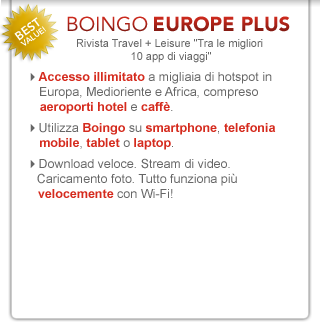 BEST
VALUE!
BOINGO EUROPE PLUS
Rivista Travel + Leisure "Tra le migliori
10 app di viaggi"
Accesso illimitato a migliaia di hotspot in
Europa, Medioriente e Africa, compreso
aeroporti hotel e caffè.
Utilizza Boingo su smartphone, telefonia
mobile, tablet o laptop.
Download veloce. Stream di video.
Caricamento foto. Tutto funziona più
velocemente con Wi-Fi!